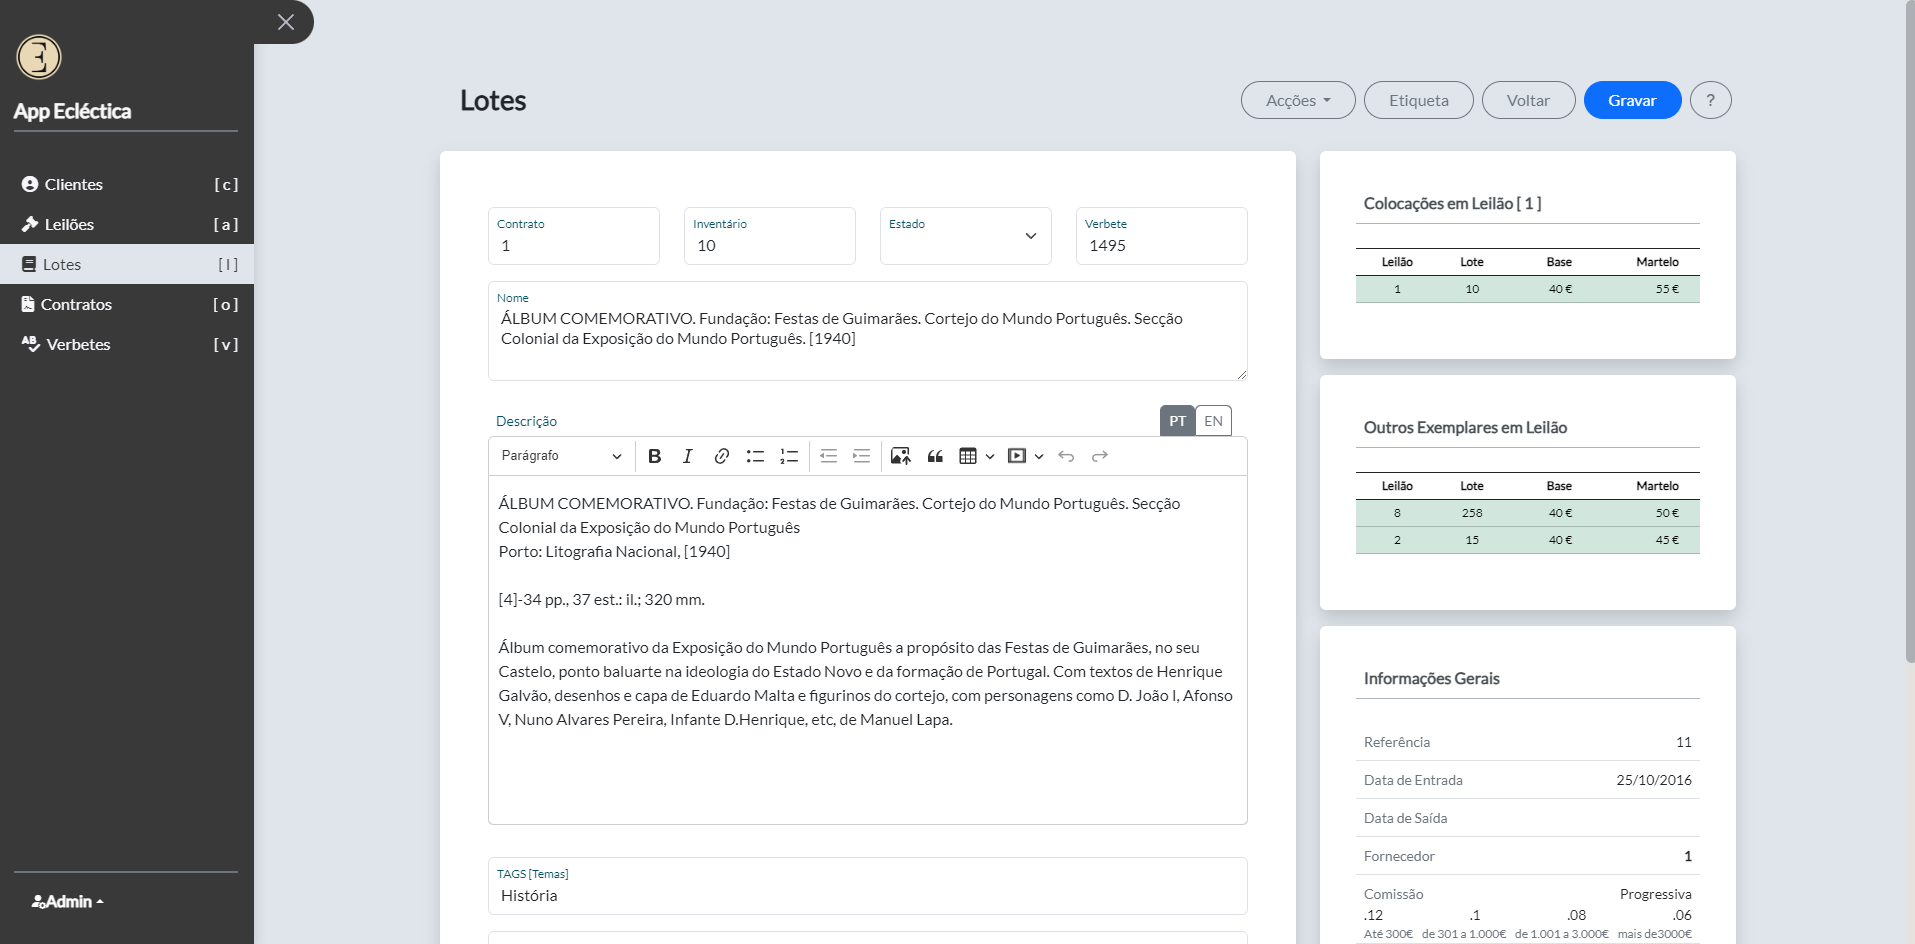 App Ecléctica
Clientes [ c ]
Leilões [ a ]
Lotes [ l ]
Contratos [ o ]
Verbetes [ v ]
Admin
Lotes
Acções
Etiqueta
Voltar
Gravar
?
Contrato
1
Inventário
10
Estado
Verbete
1495
Nome
ÁLBUM COMEMORATIVO. Fundação: Festas de Guimarães. Cortejo do Mundo Português. Secção
Colonial da Exposição do Mundo Português. [1940]
Descrição
PT
EN
Parágrafo
ÁLBUM COMEMORATIVO. Fundação: Festas de Guimarães. Cortejo do Mundo Português. Secção
Colonial da Exposição do Mundo Português
Porto: Litografia Nacional, [1940]
[4]-34 pp., 37 est.: il.; 320 mm.
Álbum comemorativo da Exposição do Mundo Português a propósito das Festas de Guimarães, no seu
Castelo, ponto baluarte na ideologia do Estado Novo e da formação de Portugal. Com textos de Henrique
Galvão, desenhos e capa de Eduardo Malta e figurinos do cortejo, com personagens como D. João I, Afonso
V, Nuno Alvares Pereira, Infante D.Henrique, etc, de Manuel Lapa.
TAGS [Temas]
História
Colocações em Leilão [ 1 ]
Leilão Lote Base Martelo
1 10 40 € 55 €
Outros Exemplares em Leilão
Leilão Lote Base Martelo
8 258 40 € 50 €
2 15 40 € 45 €
Informações Gerais
Referência 11
Data de Entrada 25/10/2016
Data de Saída
Fornecedor 1
Comissão Progressiva
.12 .1 .08 .06
Até 300€ de 301 a 1.000€ de 1.001 a 3.000€ mais de3000€